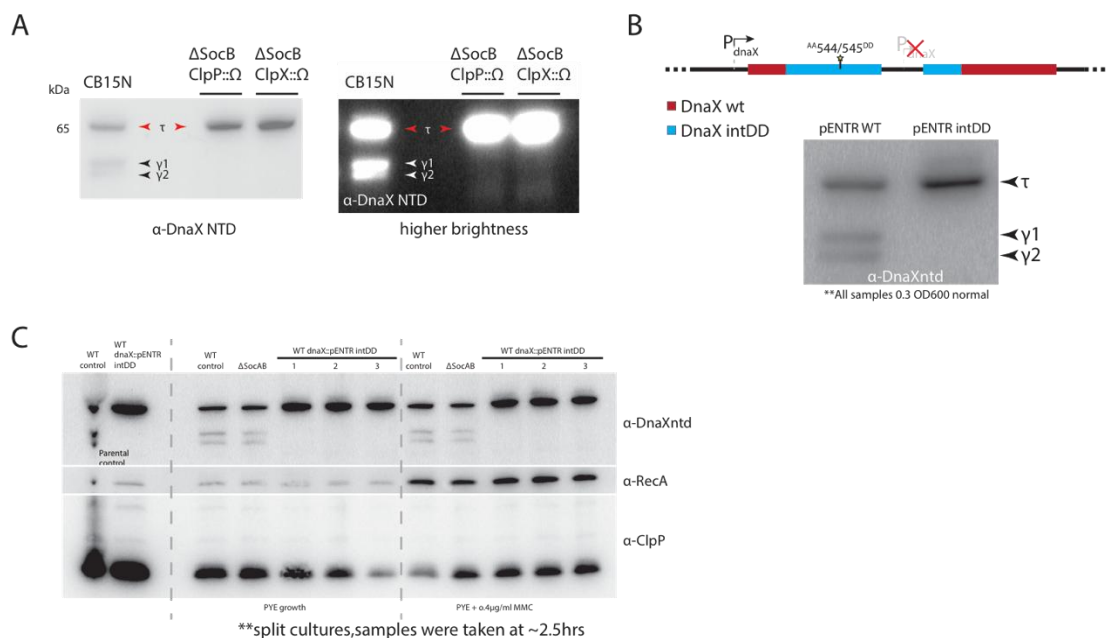 A
kDa
CB15N
ΔSocB
ClpP::Ω
ΔSocB
ClpX::Ω
65
τ
γ1
γ2
α-DnaX NTD
CB15N
ΔSocB
ClpP::Ω
ΔSocB
ClpX::Ω
τ
γ1
γ2
α-DnaX NTD
higher brightness
B
PdnaX
AA544/545DD
PdnaX
DnaX wt
DnaX intDD
pENTR WT
pENTR intDD
τ
γ1
γ2
α-DnaXntd
**All samples 0.3 OD600 normal
C
WT
control
WT
dnaX::pENTR
intDD
WT
control
ΔSocAB
WT dnaX::pENTR intDD
1 2 3
WT
control
ΔSocAB
WT dnaX::pENTR intDD
1 2 3
Parental
control
α-DnaXntd
α-RecA
α-ClpP
PYE growth
PYE + 0.4μg/ml MMC
**split cultures,samples were taken at ~2.5hrs